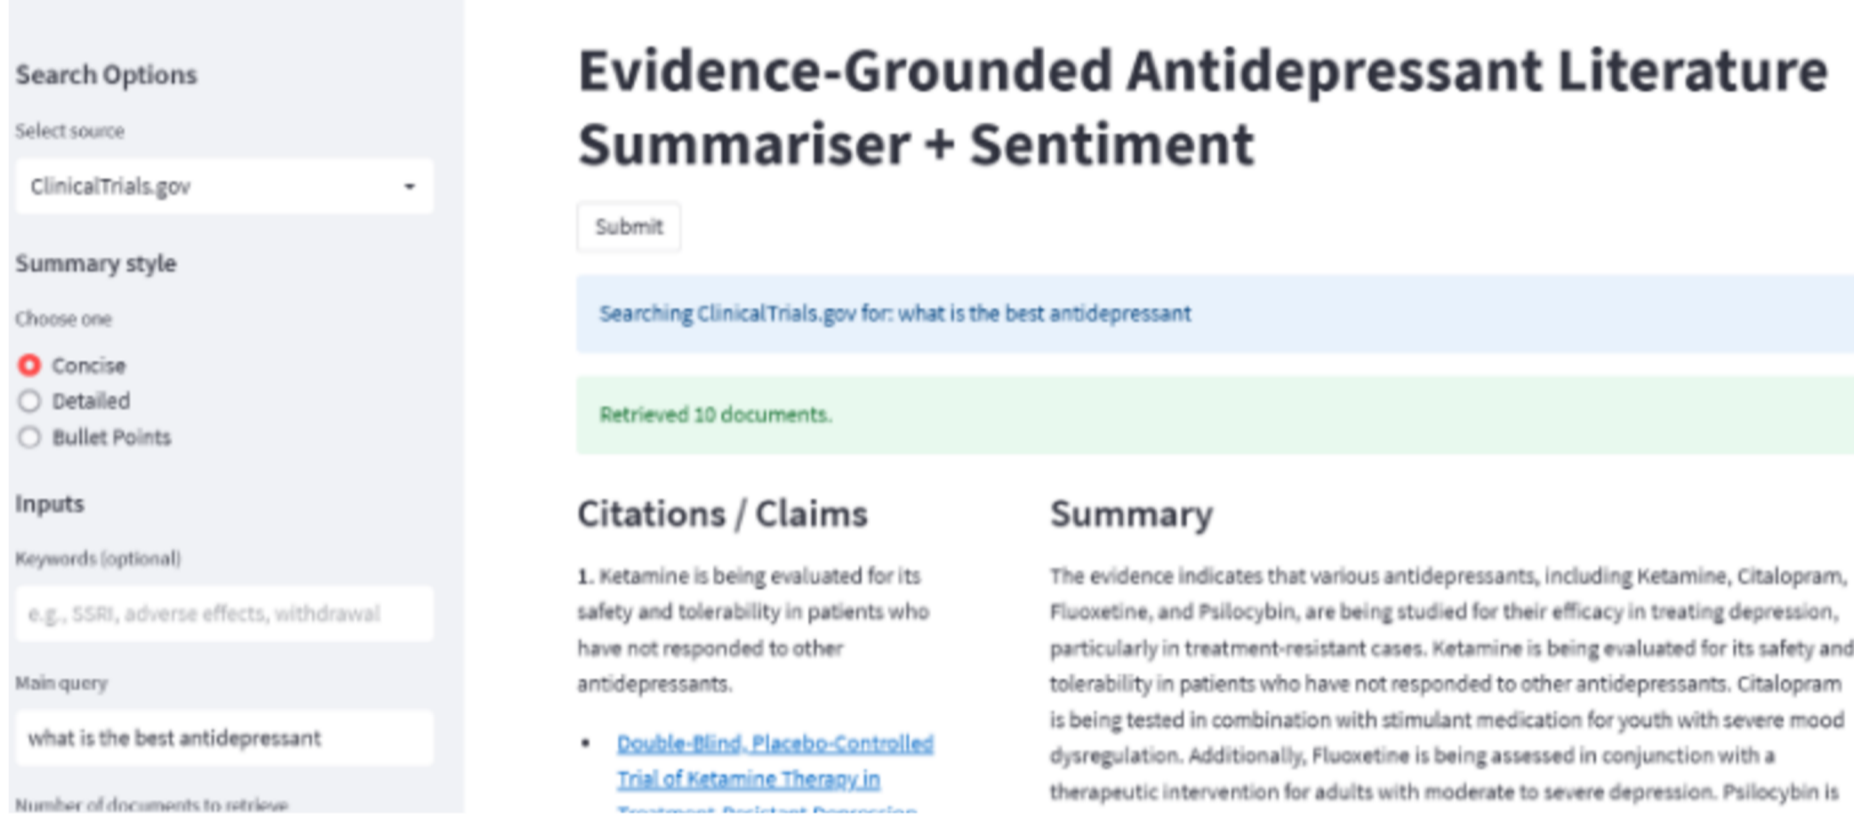 Search Options
Select source
ClinicalTrials.gov
Summary style
Choose one
Concise
Detailed
Bullet Points
Inputs
Keywords (optional)
e.g., SSRI, adverse effects, withdrawal
Main query
what is the best antidepressant
Number of documents to retrieve
Evidence-Grounded Antidepressant Literature
Summariser + Sentiment
Submit
Searching ClinicalTrials.gov for: what is the best antidepressant
Retrieved 10 documents.
Citations / Claims
1. Ketamine is being evaluated for its
safety and tolerability in patients who
have not responded to other
antidepressants.
• Double-Blind, Placebo-Controlled
Trial of Ketamine Therapy in
Treatment-Resistant Depression
Summary
The evidence indicates that various antidepressants, including Ketamine, Citalopram,
Fluoxetine, and Psilocybin, are being studied for their efficacy in treating depression,
particularly in treatment-resistant cases. Ketamine is being evaluated for its safety and
tolerability in patients who have not responded to other antidepressants. Citalopram
is being tested in combination with stimulant medication for youth with severe mood
dysregulation. Additionally, Fluoxetine is being assessed in conjunction with a
therapeutic intervention for adults with moderate to severe depression. Psilocybin is